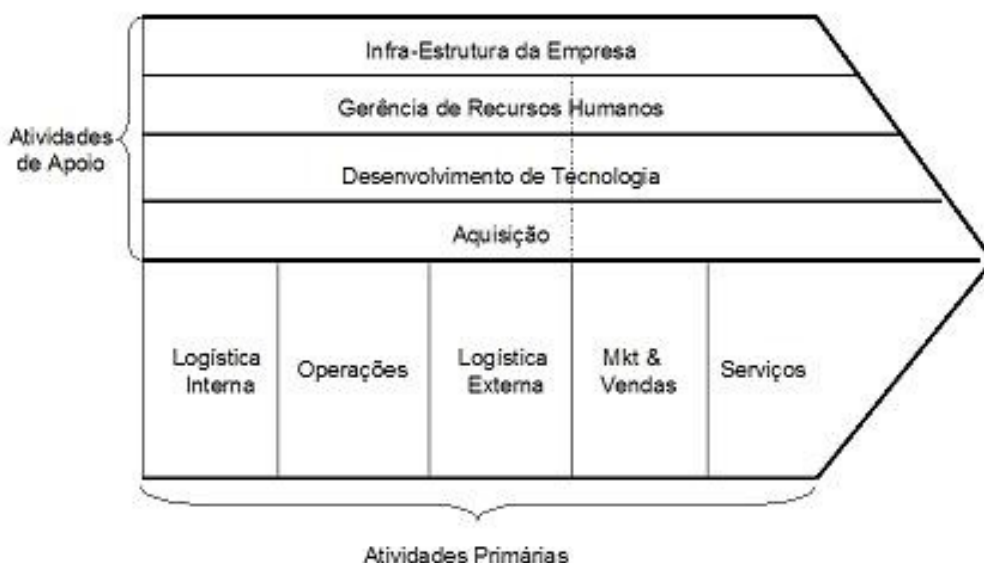 Infra-Estrutura da Empresa
Gerência de Recursos Humanos
Atividades
de Apoio
Desenvolvimento de Tecnologia
Aquisição
Logística
Interna
Operações
Logística
Externa
Mkt &
Vendas
Serviços
Atividades Primárias